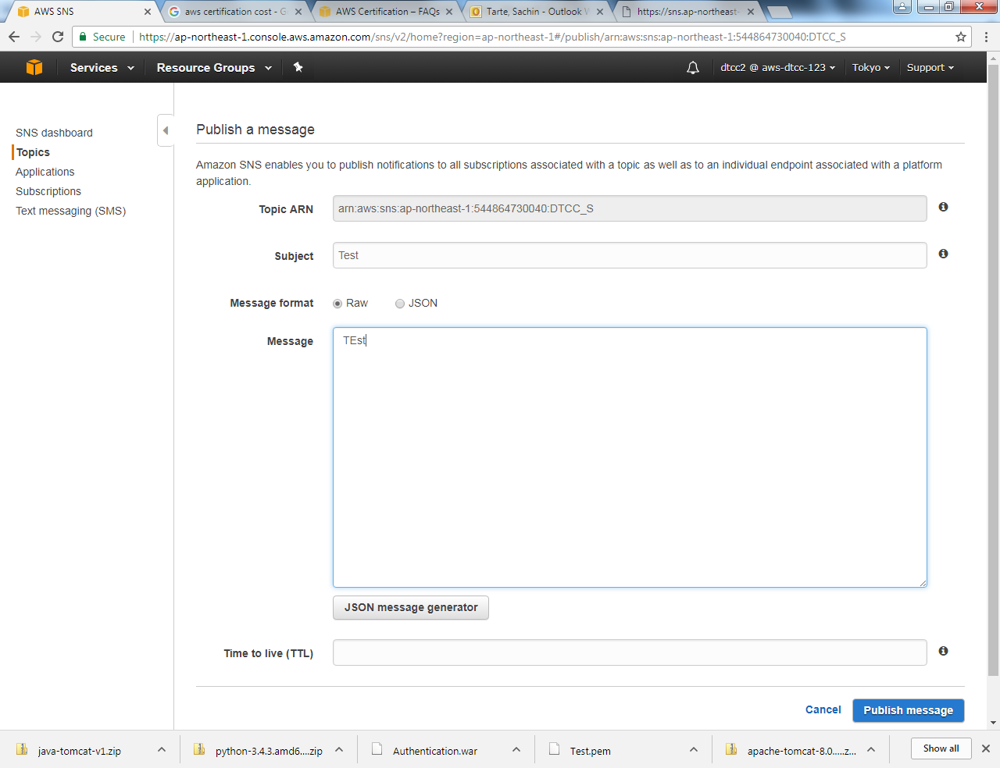 AWS SNS
aws certification cost - G
AWS Certification – FAQs
Tarte, Sachin - Outlook W
https://sns.ap-northeast-
Secure
https://ap-northeast-1.console.aws.amazon.com/sns/v2/home?region=ap-northeast-1#/publish/arn:aws:sns:ap-northeast-1:544864730040:DTCC_S
Services
Resource Groups
dtcc2 @ aws-dtcc-123
Tokyo
Support
SNS dashboard
Topics
Applications
Subscriptions
Text messaging (SMS)
Publish a message
Amazon SNS enables you to publish notifications to all subscriptions associated with a topic as well as to an individual endpoint associated with a platform
application.
Topic ARN
arn:aws:sns:ap-northeast-1:544864730040:DTCC_S
Subject
Test
Message format
Raw
JSON
Message
TEst
JSON message generator
Time to live (TTL)
Cancel
Publish message
java-tomcat-v1.zip
python-3.4.3.amd6....zip
Authentication.war
Test.pem
apache-tomcat-8.0.....z...
Show all